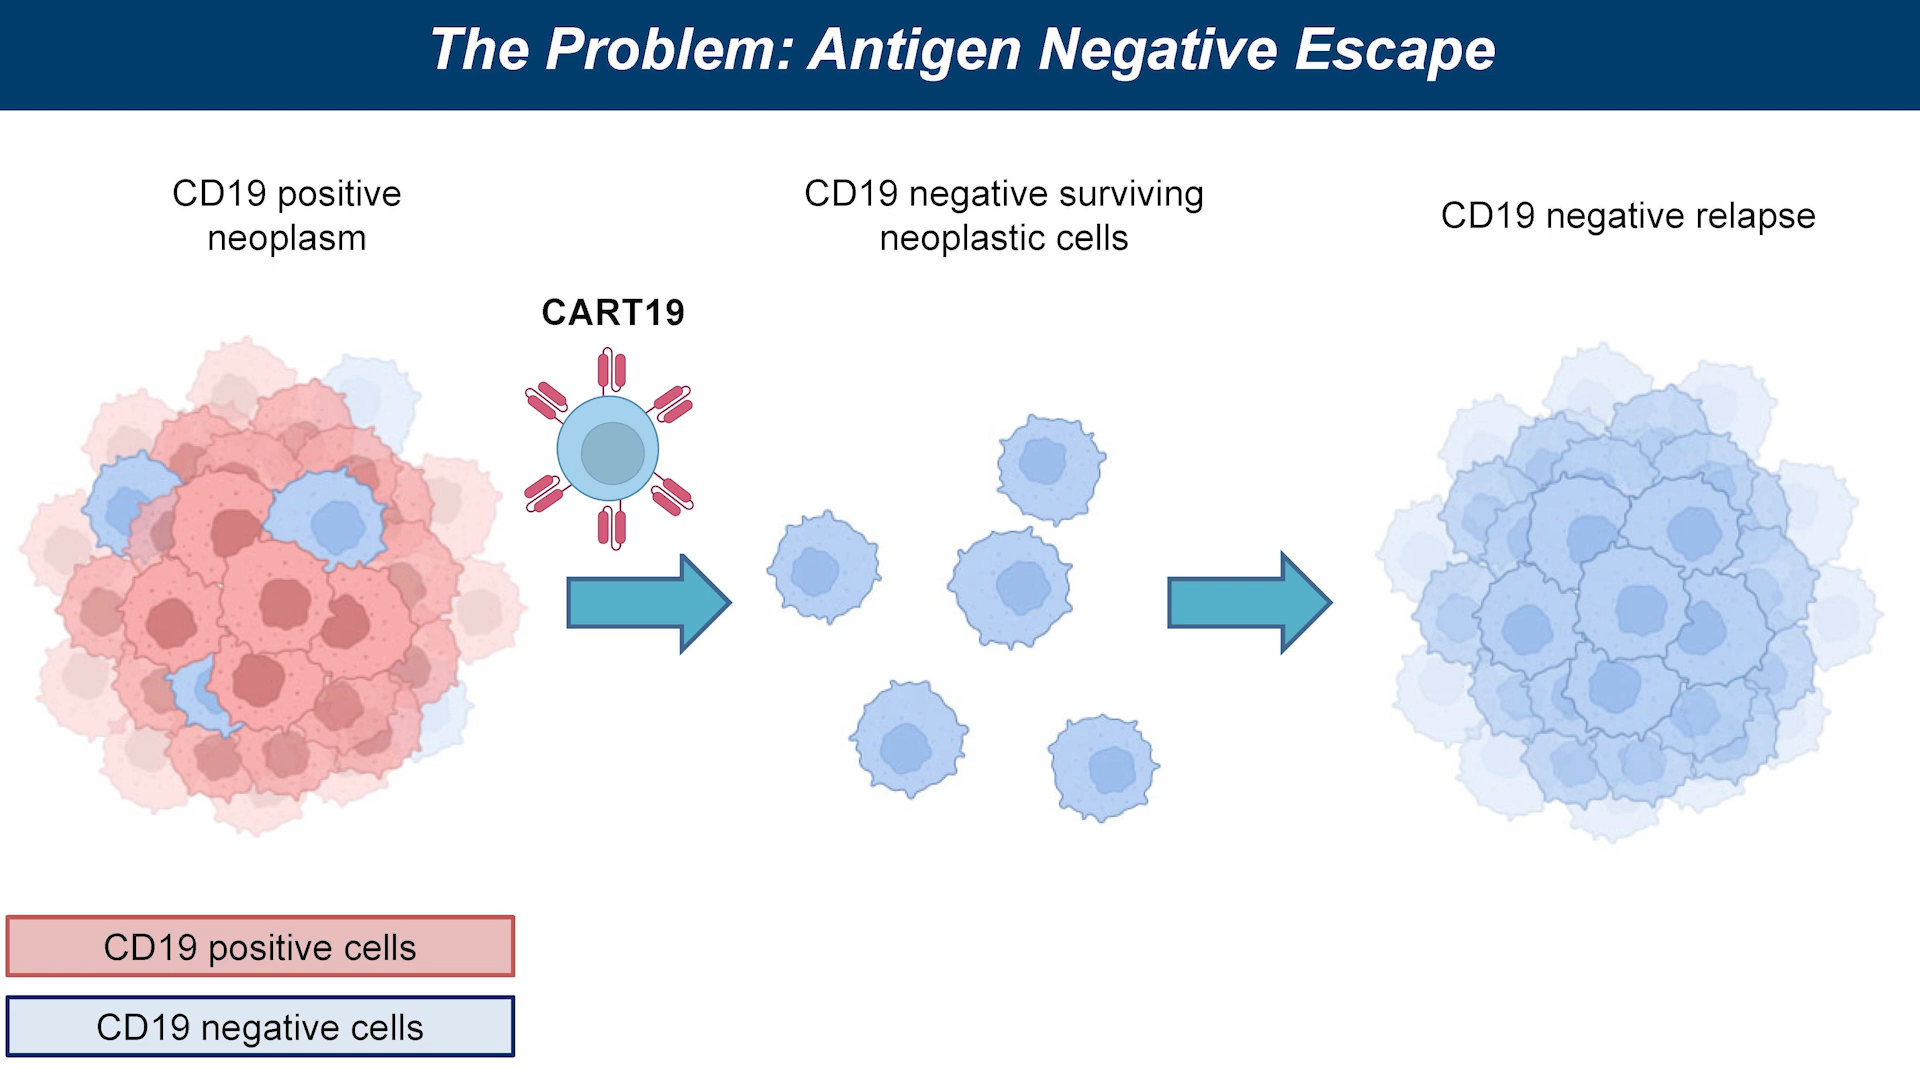 The Problem: Antigen Negative Escape
CD19 positive
neoplasm
CD19 negative surviving
neoplastic cells
CD19 negative relapse
CART19
CD19 positive cells
CD19 negative cells